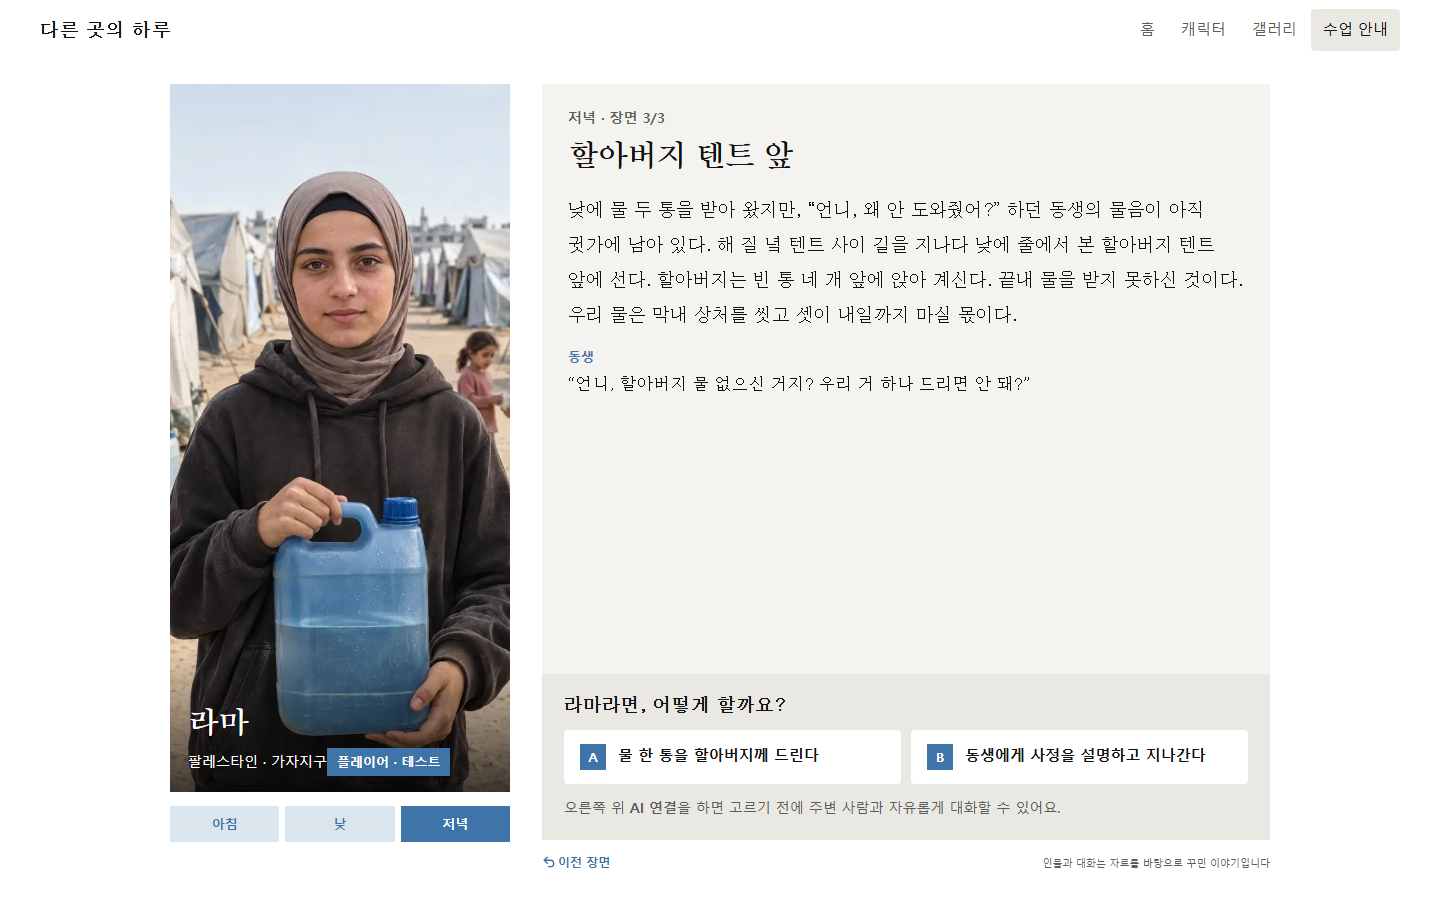 다른 곳의 하루
홈 캐릭터 갤러리 수업 안내
라마
팔레스타인 · 가자지구 플레이어 · 테스트
아침 낮 저녁
저녁 · 장면 3/3
할아버지 텐트 앞
낮에 물 두 통을 받아 왔지만, “언니, 왜 안 도와줬어?” 하던 동생의 물음이 아직
귓가에 남아 있다. 해 질 녘 텐트 사이 길을 지나다 낮에 줄에서 본 할아버지 텐트
앞에 선다. 할아버지는 빈 통 네 개 앞에 앉아 계신다. 끝내 물을 받지 못하신 것이다.
우리 물은 막내 상처를 씻고 셋이 내일까지 마실 몫이다.
동생
“언니, 할아버지 물 없으신 거지? 우리 거 하나 드리면 안 돼?”
라마라면, 어떻게 할까요?
A 물 한 통을 할아버지께 드린다
B 동생에게 사정을 설명하고 지나간다
오른쪽 위 AI 연결을 하면 고르기 전에 주변 사람과 자유롭게 대화할 수 있어요.
이전 장면
인물과 대화는 자료를 바탕으로 꾸민 이야기입니다